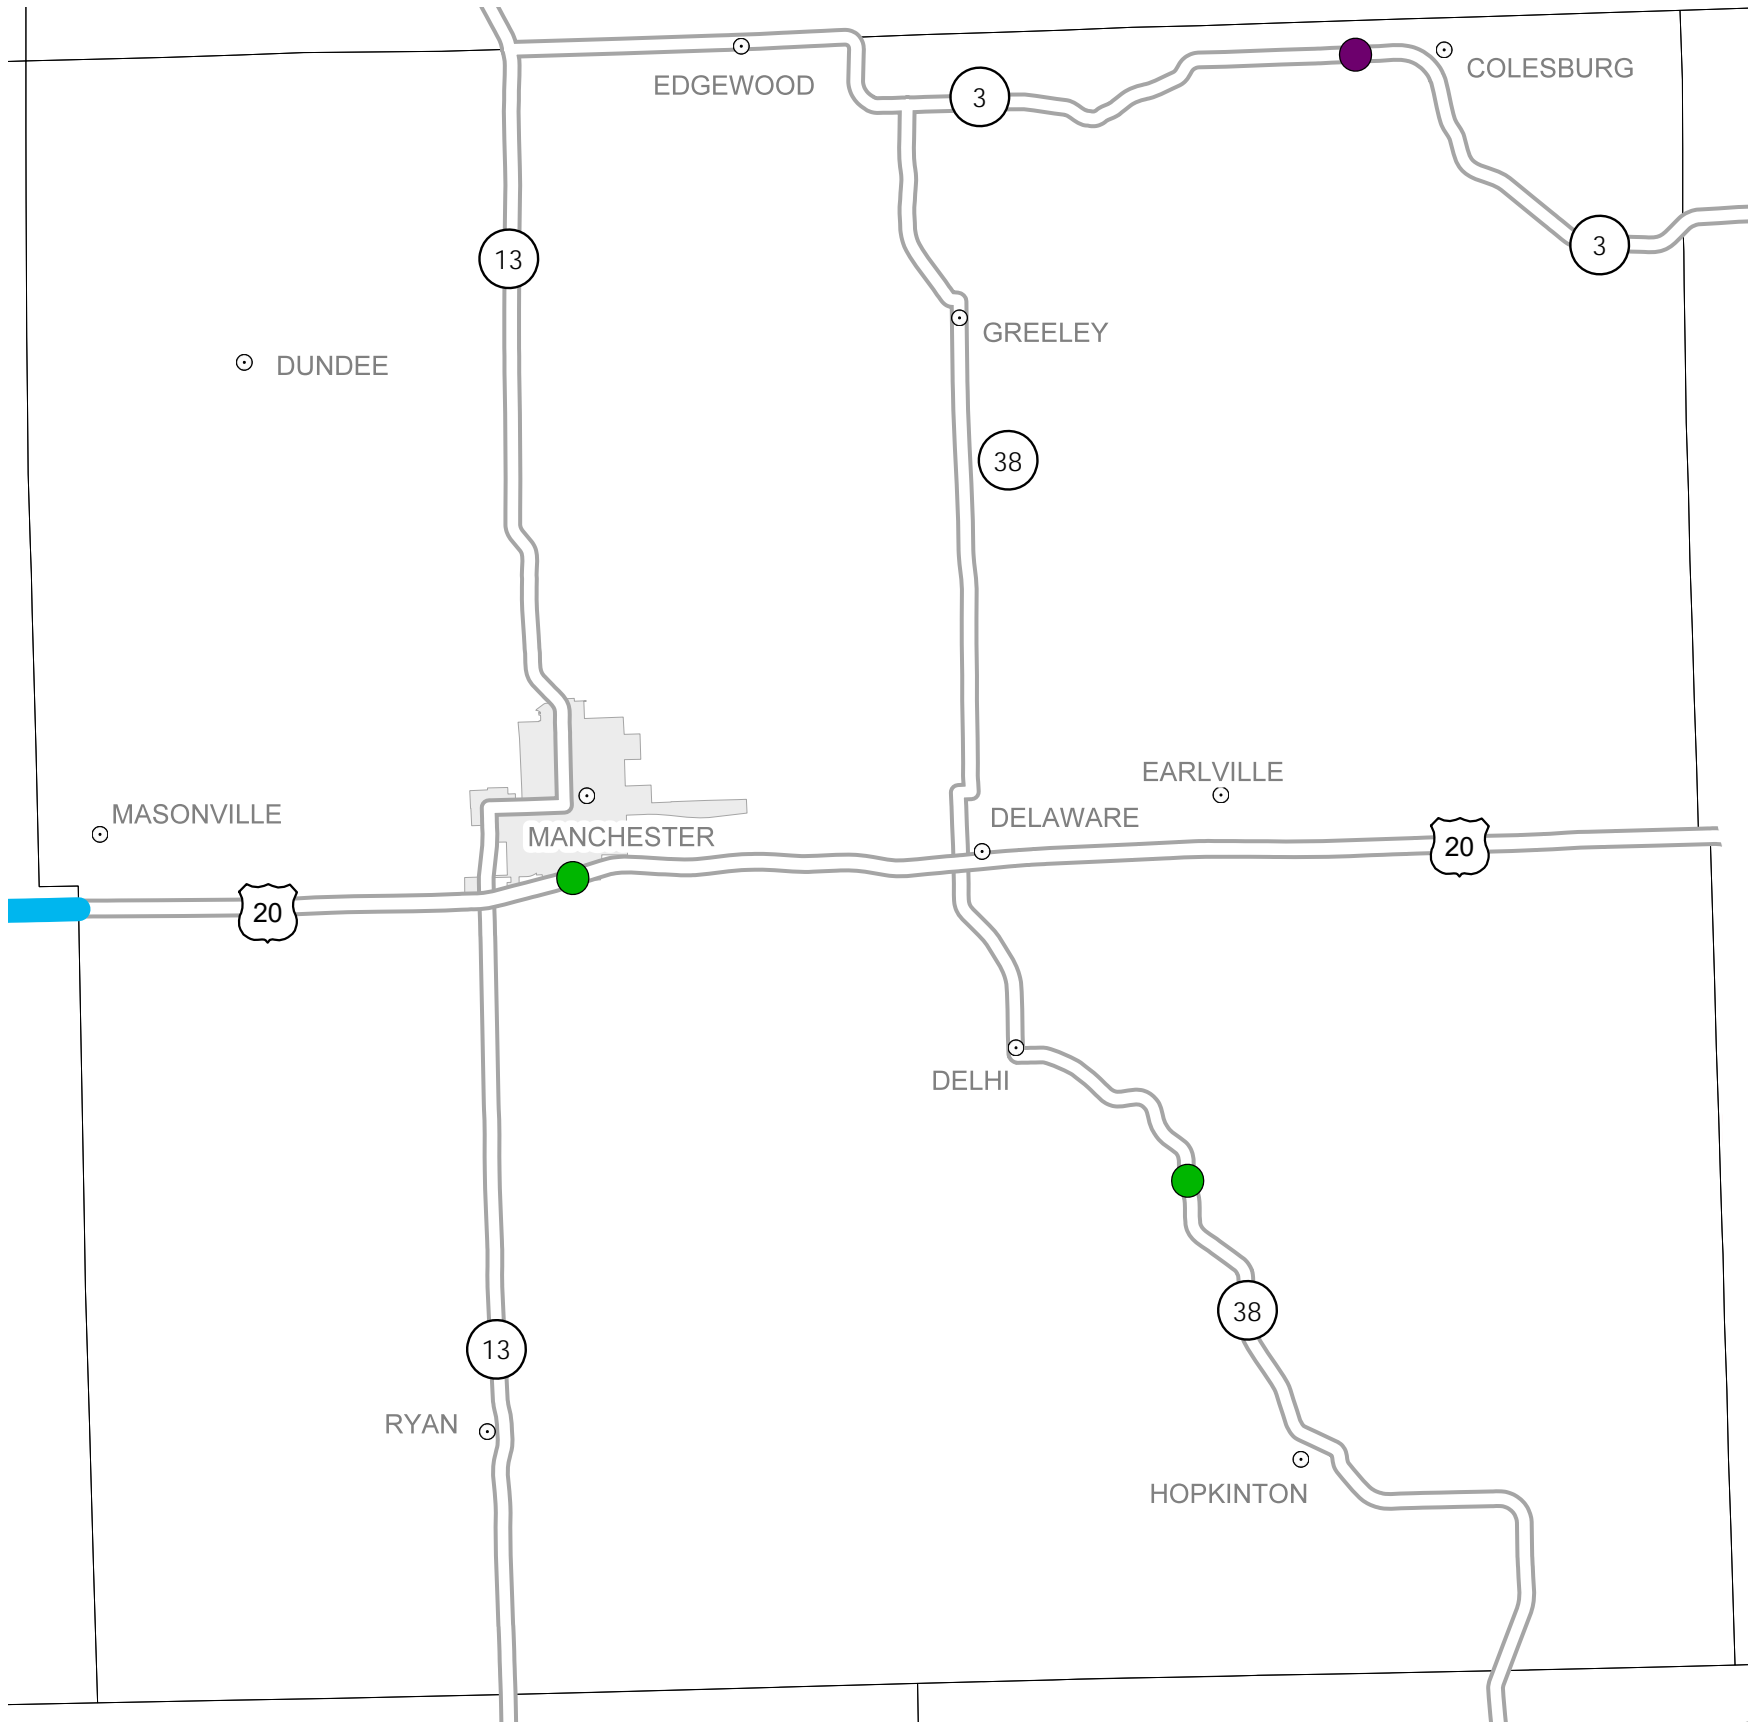 EDGEWOOD
COLESBURG
3
3
13
GREELEY
DUNDEE
38
EARLVILLE
MASONVILLE
DELAWARE
MANCHESTER
20
20
DELHI
38
13
RYAN
HOPKINTON